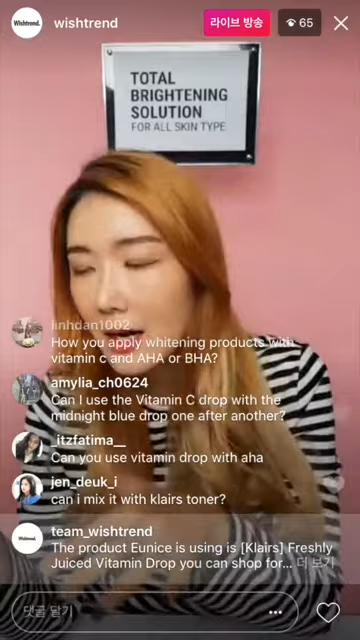 Wishtrend.
wishtrend
라이브 방송
65
TOTAL
BRIGHTENING
SOLUTION
FOR ALL SKIN TYPE
linhdan1002
How you apply whitening products with
vitamin c and AHA or BHA?
amylia_ch0624
Can I use the Vitamin C drop with the
midnight blue drop one after another?
_itzfatima__
Can you use vitamin drop with aha
jen_deuk_i
can i mix it with klairs toner?
Wishtrend.
team_wishtrend
The product Eunice is using is [Klairs] Freshly
Juiced Vitamin Drop you can shop for... 더 보기
댓글 달기